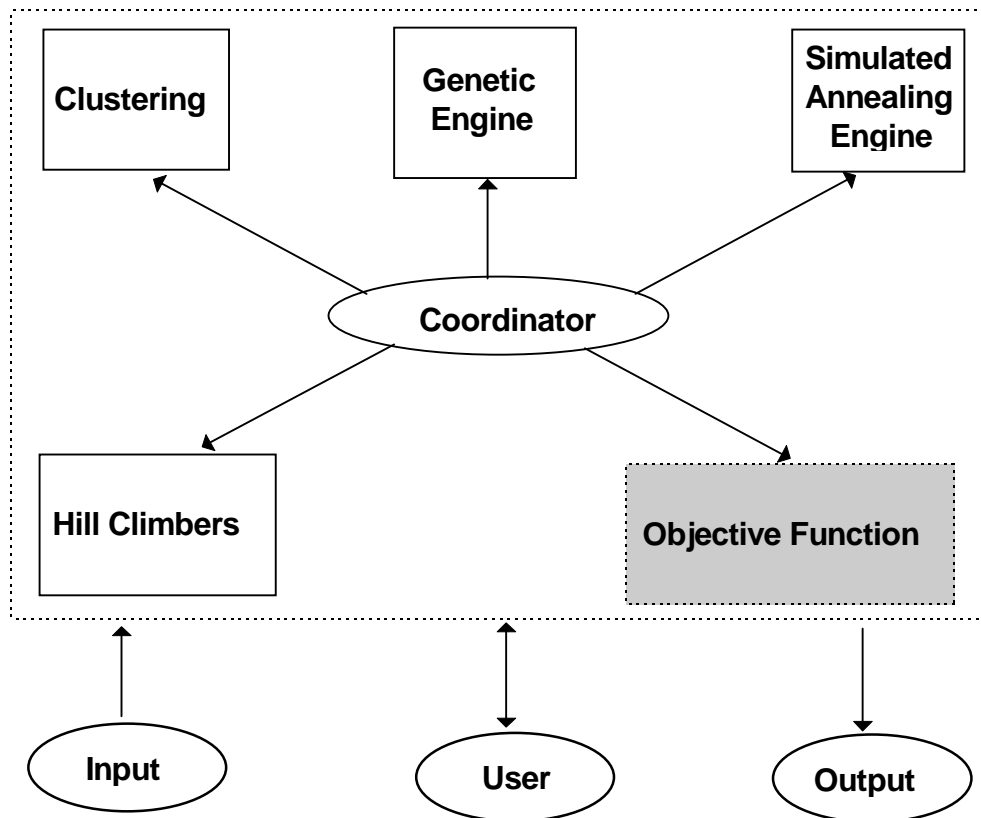 Clustering
Genetic
Engine
Simulated
Annealing
Engine
Coordinator
Hill Climbers
Objective Function
Input
User
Output